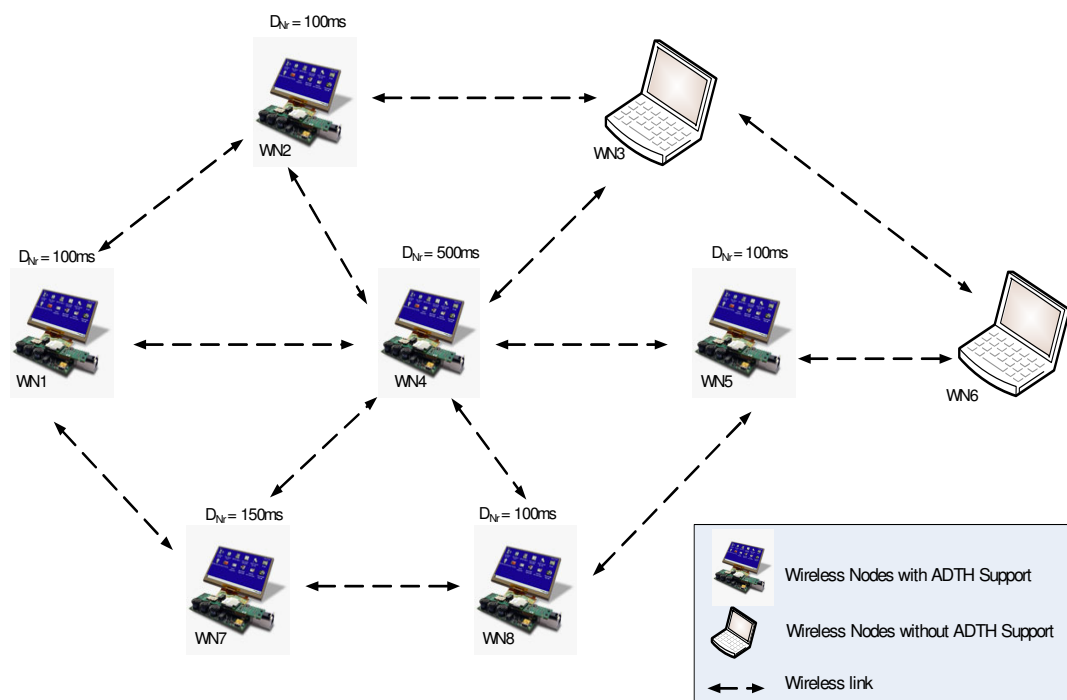 D_Nr = 100ms
WN2
WN3
D_Nr = 100ms
D_Nr = 500ms
D_Nr = 100ms
WN1
WN4
WN5
WN6
D_Nr = 150ms
D_Nr = 100ms
WN7
WN8
Wireless Nodes with ADTH Support
Wireless Nodes without ADTH Support
Wireless link